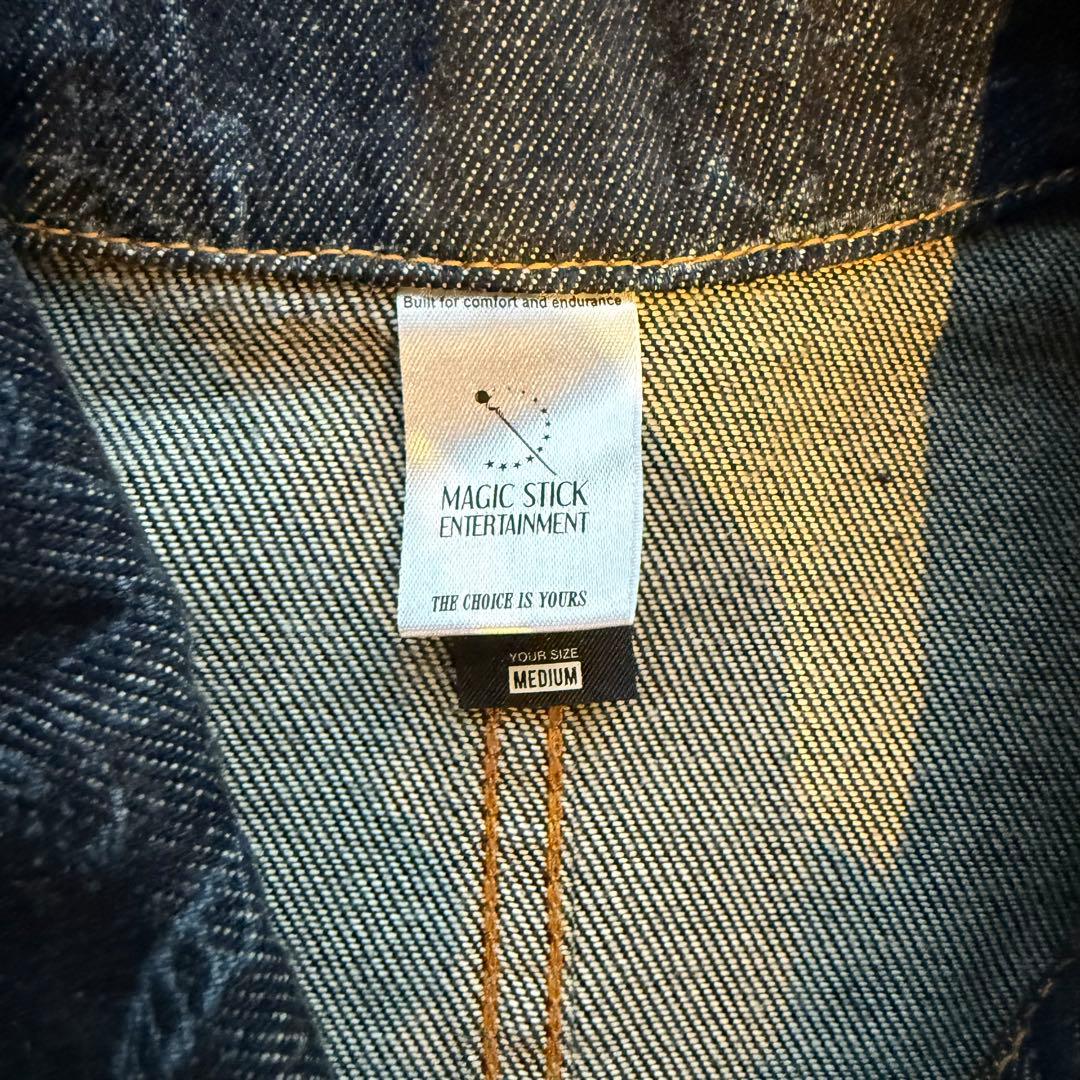 Built for comfort and endurance
MAGIC STICK
ENTERTAINMENT
THE CHOICE IS YOURS
YOUR SIZE
MEDIUM